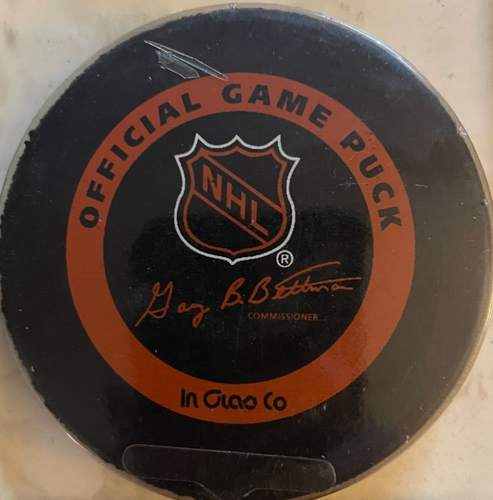 OFFICIAL GAME PUCK
NHL
®
Gary B. Bettman
COMMISSIONER
In Glas Co